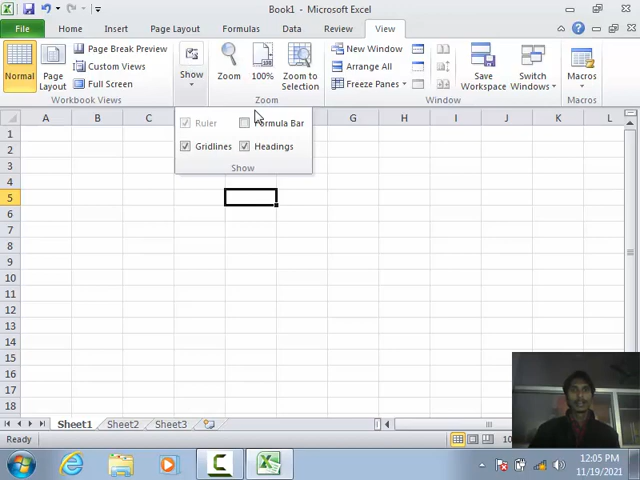 Book1 - Microsoft Excel
File Home Insert Page Layout Formulas Data Review View
Normal
Page Layout
Page Break Preview
Custom Views
Full Screen
Workbook Views
Show
Zoom
100%
Zoom to Selection
Zoom
New Window
Arrange All
Freeze Panes
Save Workspace
Switch Windows
Window
Macros
Macros
Ruler
Formula Bar
Gridlines
Headings
Show
A B C G H I J K L
1
2
3
4
5
6
7
8
9
10
11
12
13
14
15
16
17
18
Sheet1 Sheet2 Sheet3
Ready
12:05 PM
11/19/2021